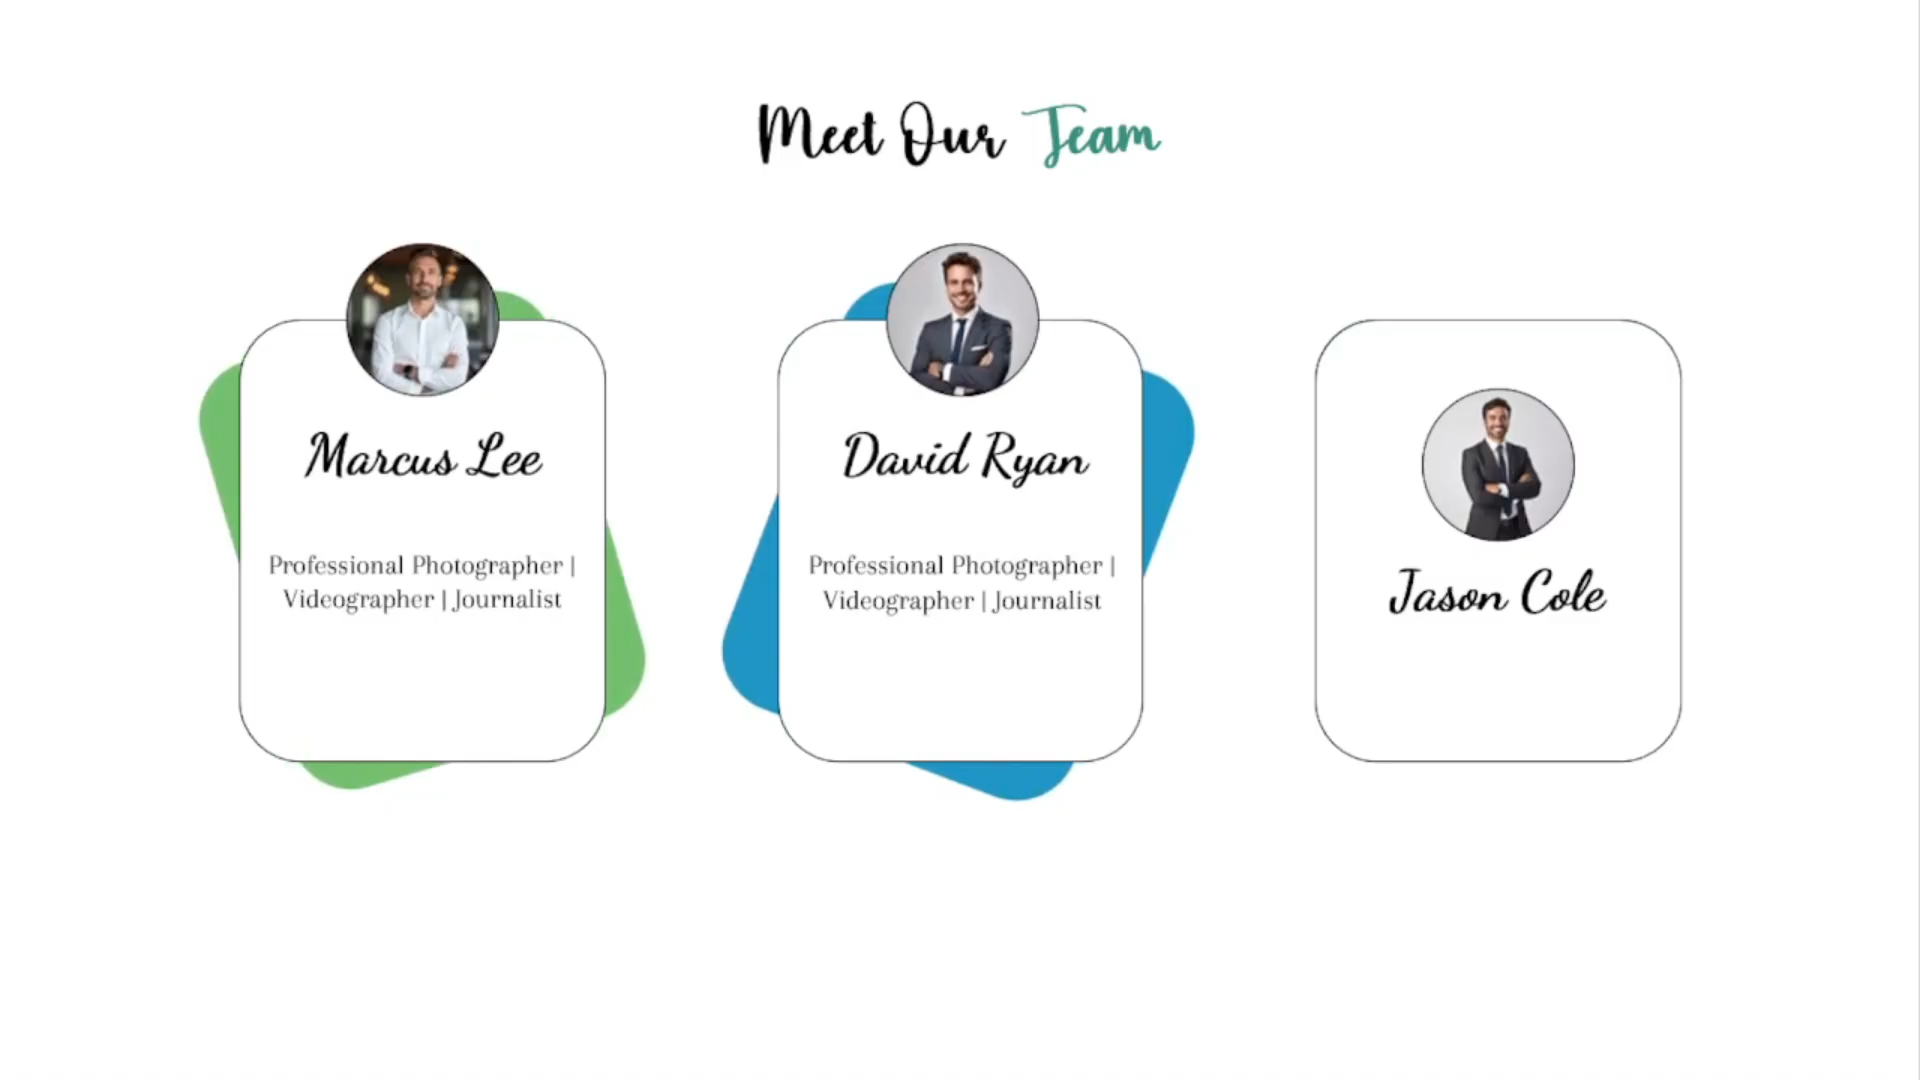 Meet Our Team
Marcus Lee
Professional Photographer |
Videographer | Journalist
David Ryan
Professional Photographer |
Videographer | Journalist
Jason Cole